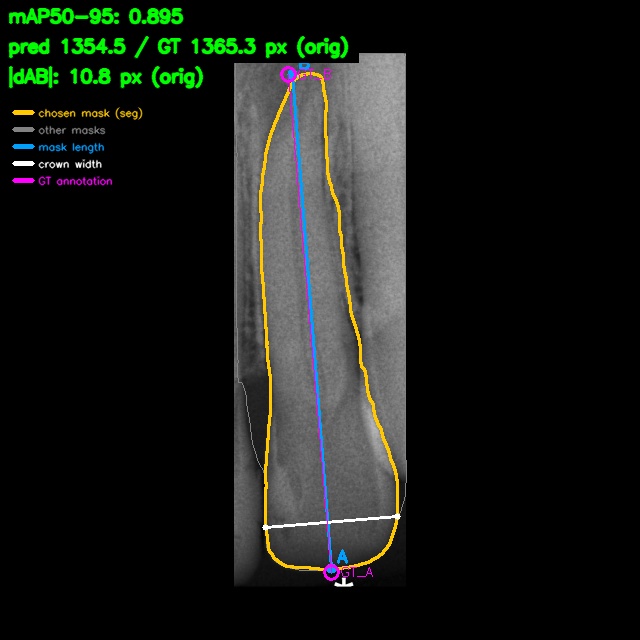 mAP50-95: 0.895
pred 1354.5 / GT 1365.3 px (orig)
|dAB|: 10.8 px (orig)
chosen mask (seg)
other masks
mask length
crown width
GT annotation
A
GT_A